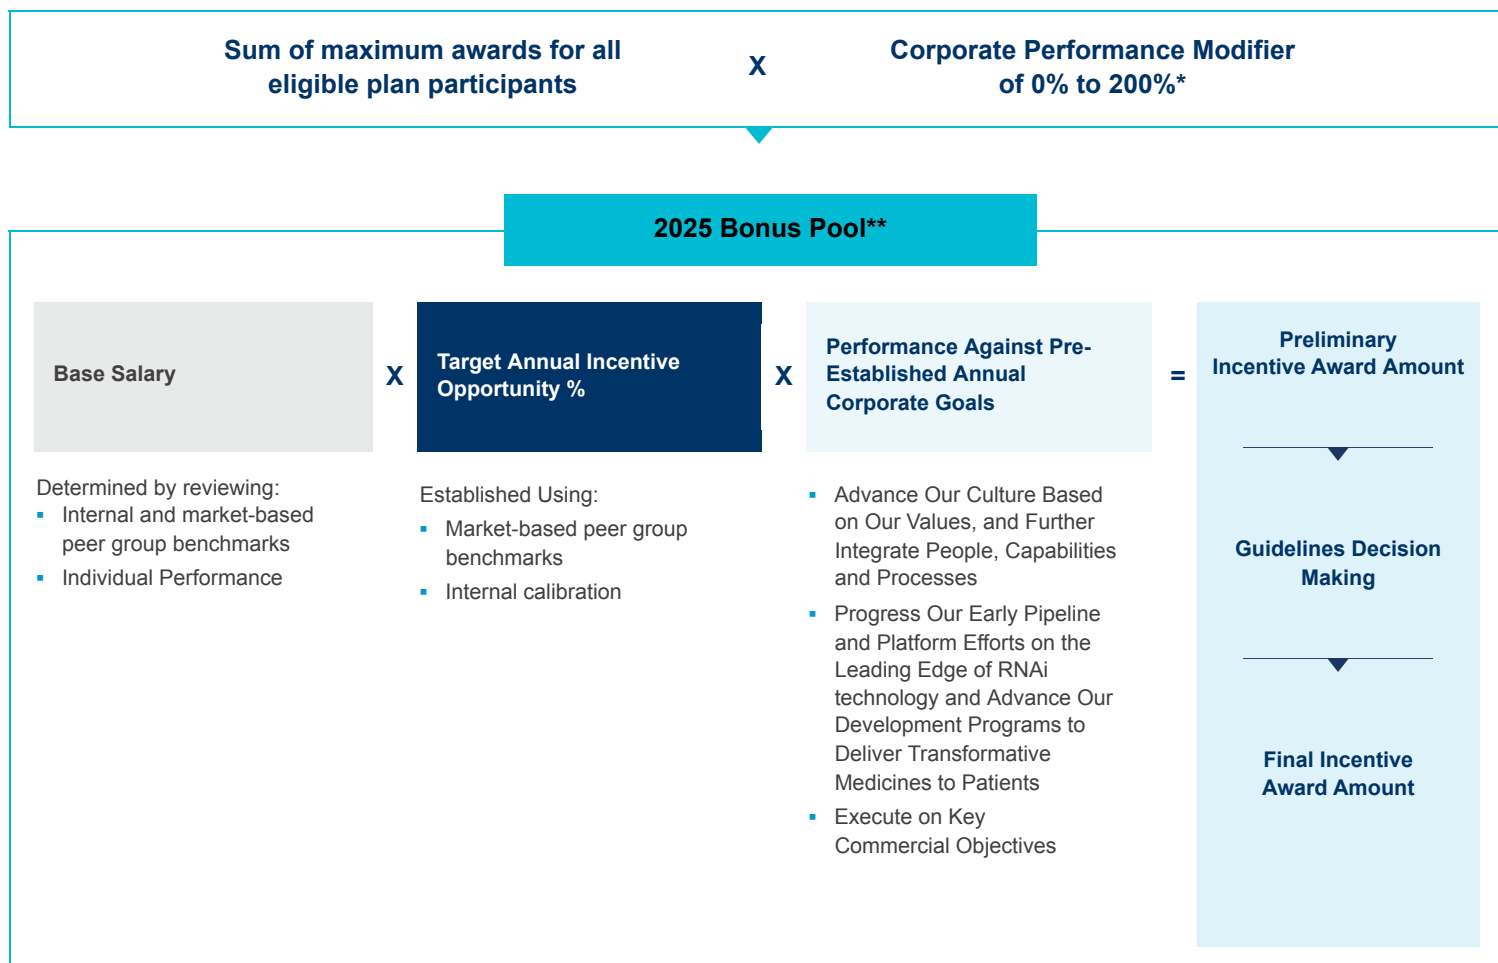 Sum of maximum awards for all
eligible plan participants
X
Corporate Performance Modifier
of 0% to 200%*
2025 Bonus Pool**
Base Salary
X
Target Annual Incentive
Opportunity %
X
Performance Against Pre-
Established Annual
Corporate Goals
=
Preliminary
Incentive Award Amount
Determined by reviewing:
▪ Internal and market-based
peer group benchmarks
▪ Individual Performance
Established Using:
▪ Market-based peer group
benchmarks
▪ Internal calibration
▪ Advance Our Culture Based
on Our Values, and Further
Integrate People, Capabilities
and Processes
▪ Progress Our Early Pipeline
and Platform Efforts on the
Leading Edge of RNAi
technology and Advance Our
Development Programs to
Deliver Transformative
Medicines to Patients
▪ Execute on Key
Commercial Objectives
Guidelines Decision
Making
Final Incentive
Award Amount